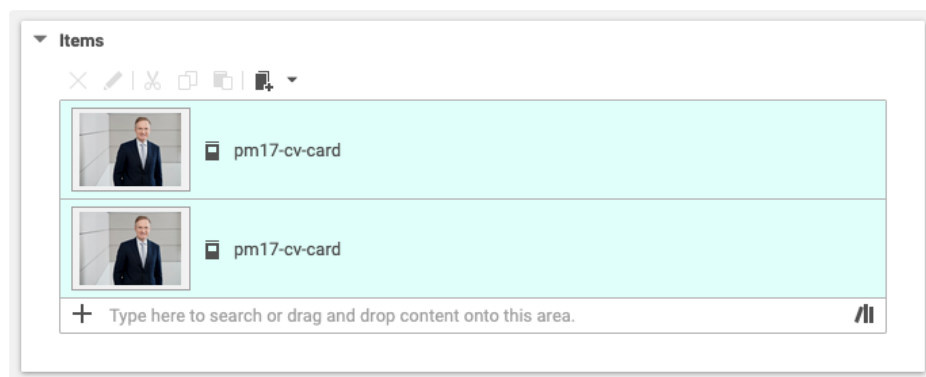 Items
pm17-cv-card
pm17-cv-card
Type here to search or drag and drop content onto this area.